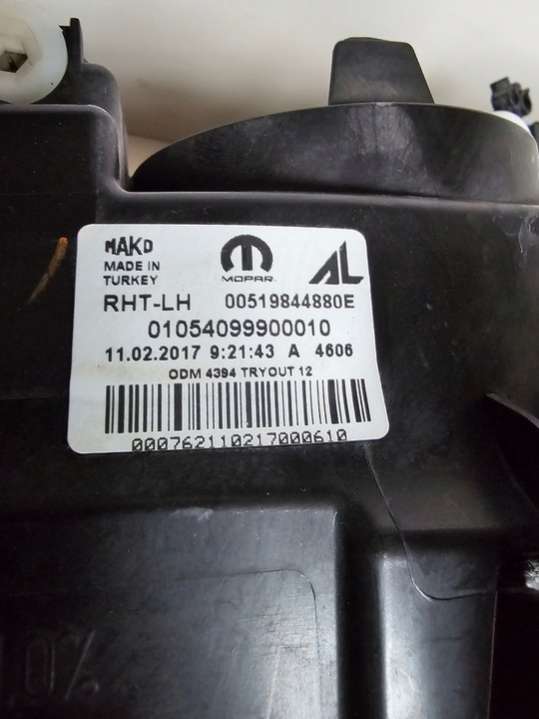 MAKO
MADE IN
TURKEY
MOPAR
AL
RHT-LH 00519844880E
01054099900010
11.02.2017 9:21:43 A 4606
ODM 4394 TRYOUT 12
000762110217000610